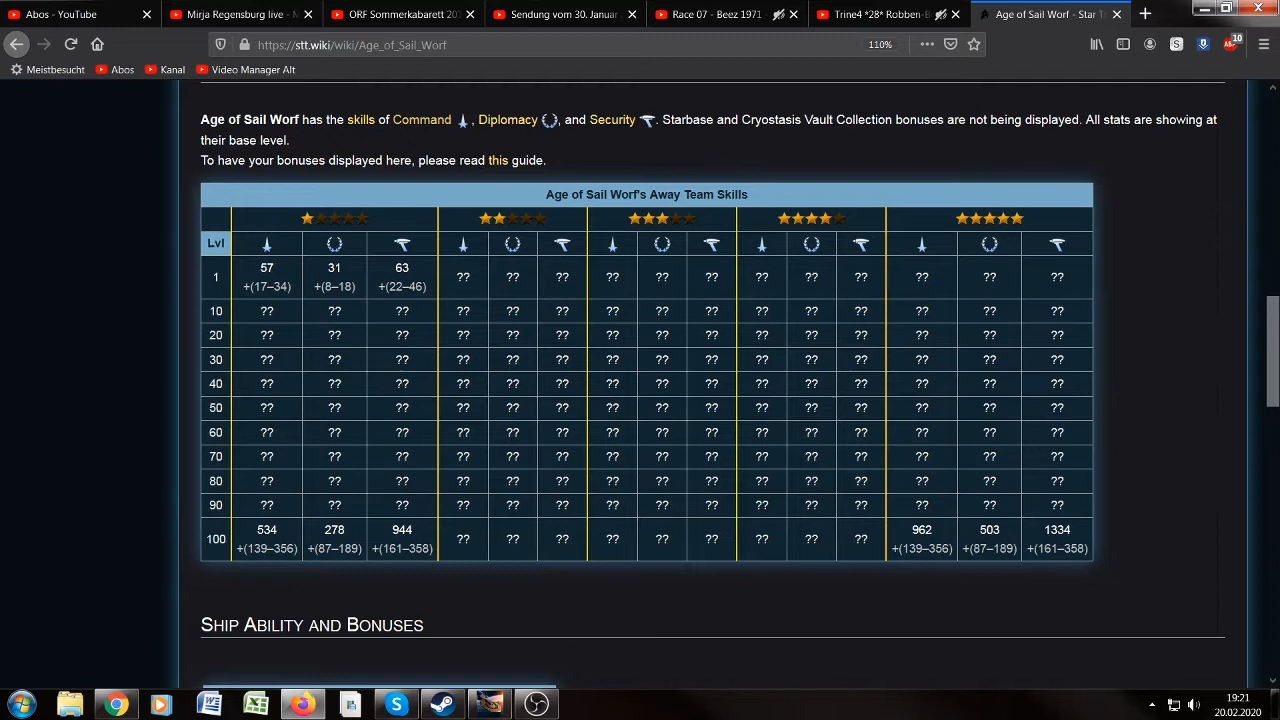 Abos - YouTube
Mirja Regensburg live - M
ORF Sommerkabarett 20
Sendung vom 30. Januar
Race 07 - Beez 1971
Trine4 *** Robben-B
Age of Sail Worf - Star T
https://stt.wiki/wiki/Age_of_Sail_Worf
110%
S
10
Meistbesucht
Abos
Kanal
Video Manager Alt
Age of Sail Worf has the skills of Command , Diplomacy , and Security . Starbase and Cryostasis Vault Collection bonuses are not being displayed. All stats are showing at
their base level.
To have your bonuses displayed here, please read this guide.
Age of Sail Worf's Away Team Skills
Lvl
1 57 31 63 ?? ?? ?? ?? ?? ?? ?? ?? ?? ?? ?? ??
+(17–34) +(8–18) +(22–46)
10 ?? ?? ?? ?? ?? ?? ?? ?? ?? ?? ?? ?? ?? ?? ??
20 ?? ?? ?? ?? ?? ?? ?? ?? ?? ?? ?? ?? ?? ?? ??
30 ?? ?? ?? ?? ?? ?? ?? ?? ?? ?? ?? ?? ?? ?? ??
40 ?? ?? ?? ?? ?? ?? ?? ?? ?? ?? ?? ?? ?? ?? ??
50 ?? ?? ?? ?? ?? ?? ?? ?? ?? ?? ?? ?? ?? ?? ??
60 ?? ?? ?? ?? ?? ?? ?? ?? ?? ?? ?? ?? ?? ?? ??
70 ?? ?? ?? ?? ?? ?? ?? ?? ?? ?? ?? ?? ?? ?? ??
80 ?? ?? ?? ?? ?? ?? ?? ?? ?? ?? ?? ?? ?? ?? ??
90 ?? ?? ?? ?? ?? ?? ?? ?? ?? ?? ?? ?? ?? ?? ??
100 534 278 944 ?? ?? ?? ?? ?? ?? ?? ?? ?? 962 503 1334
+(139–356) +(87–189) +(161–358) +(139–356) +(87–189) +(161–358)
SHIP ABILITY AND BONUSES
19:21
20.02.2020